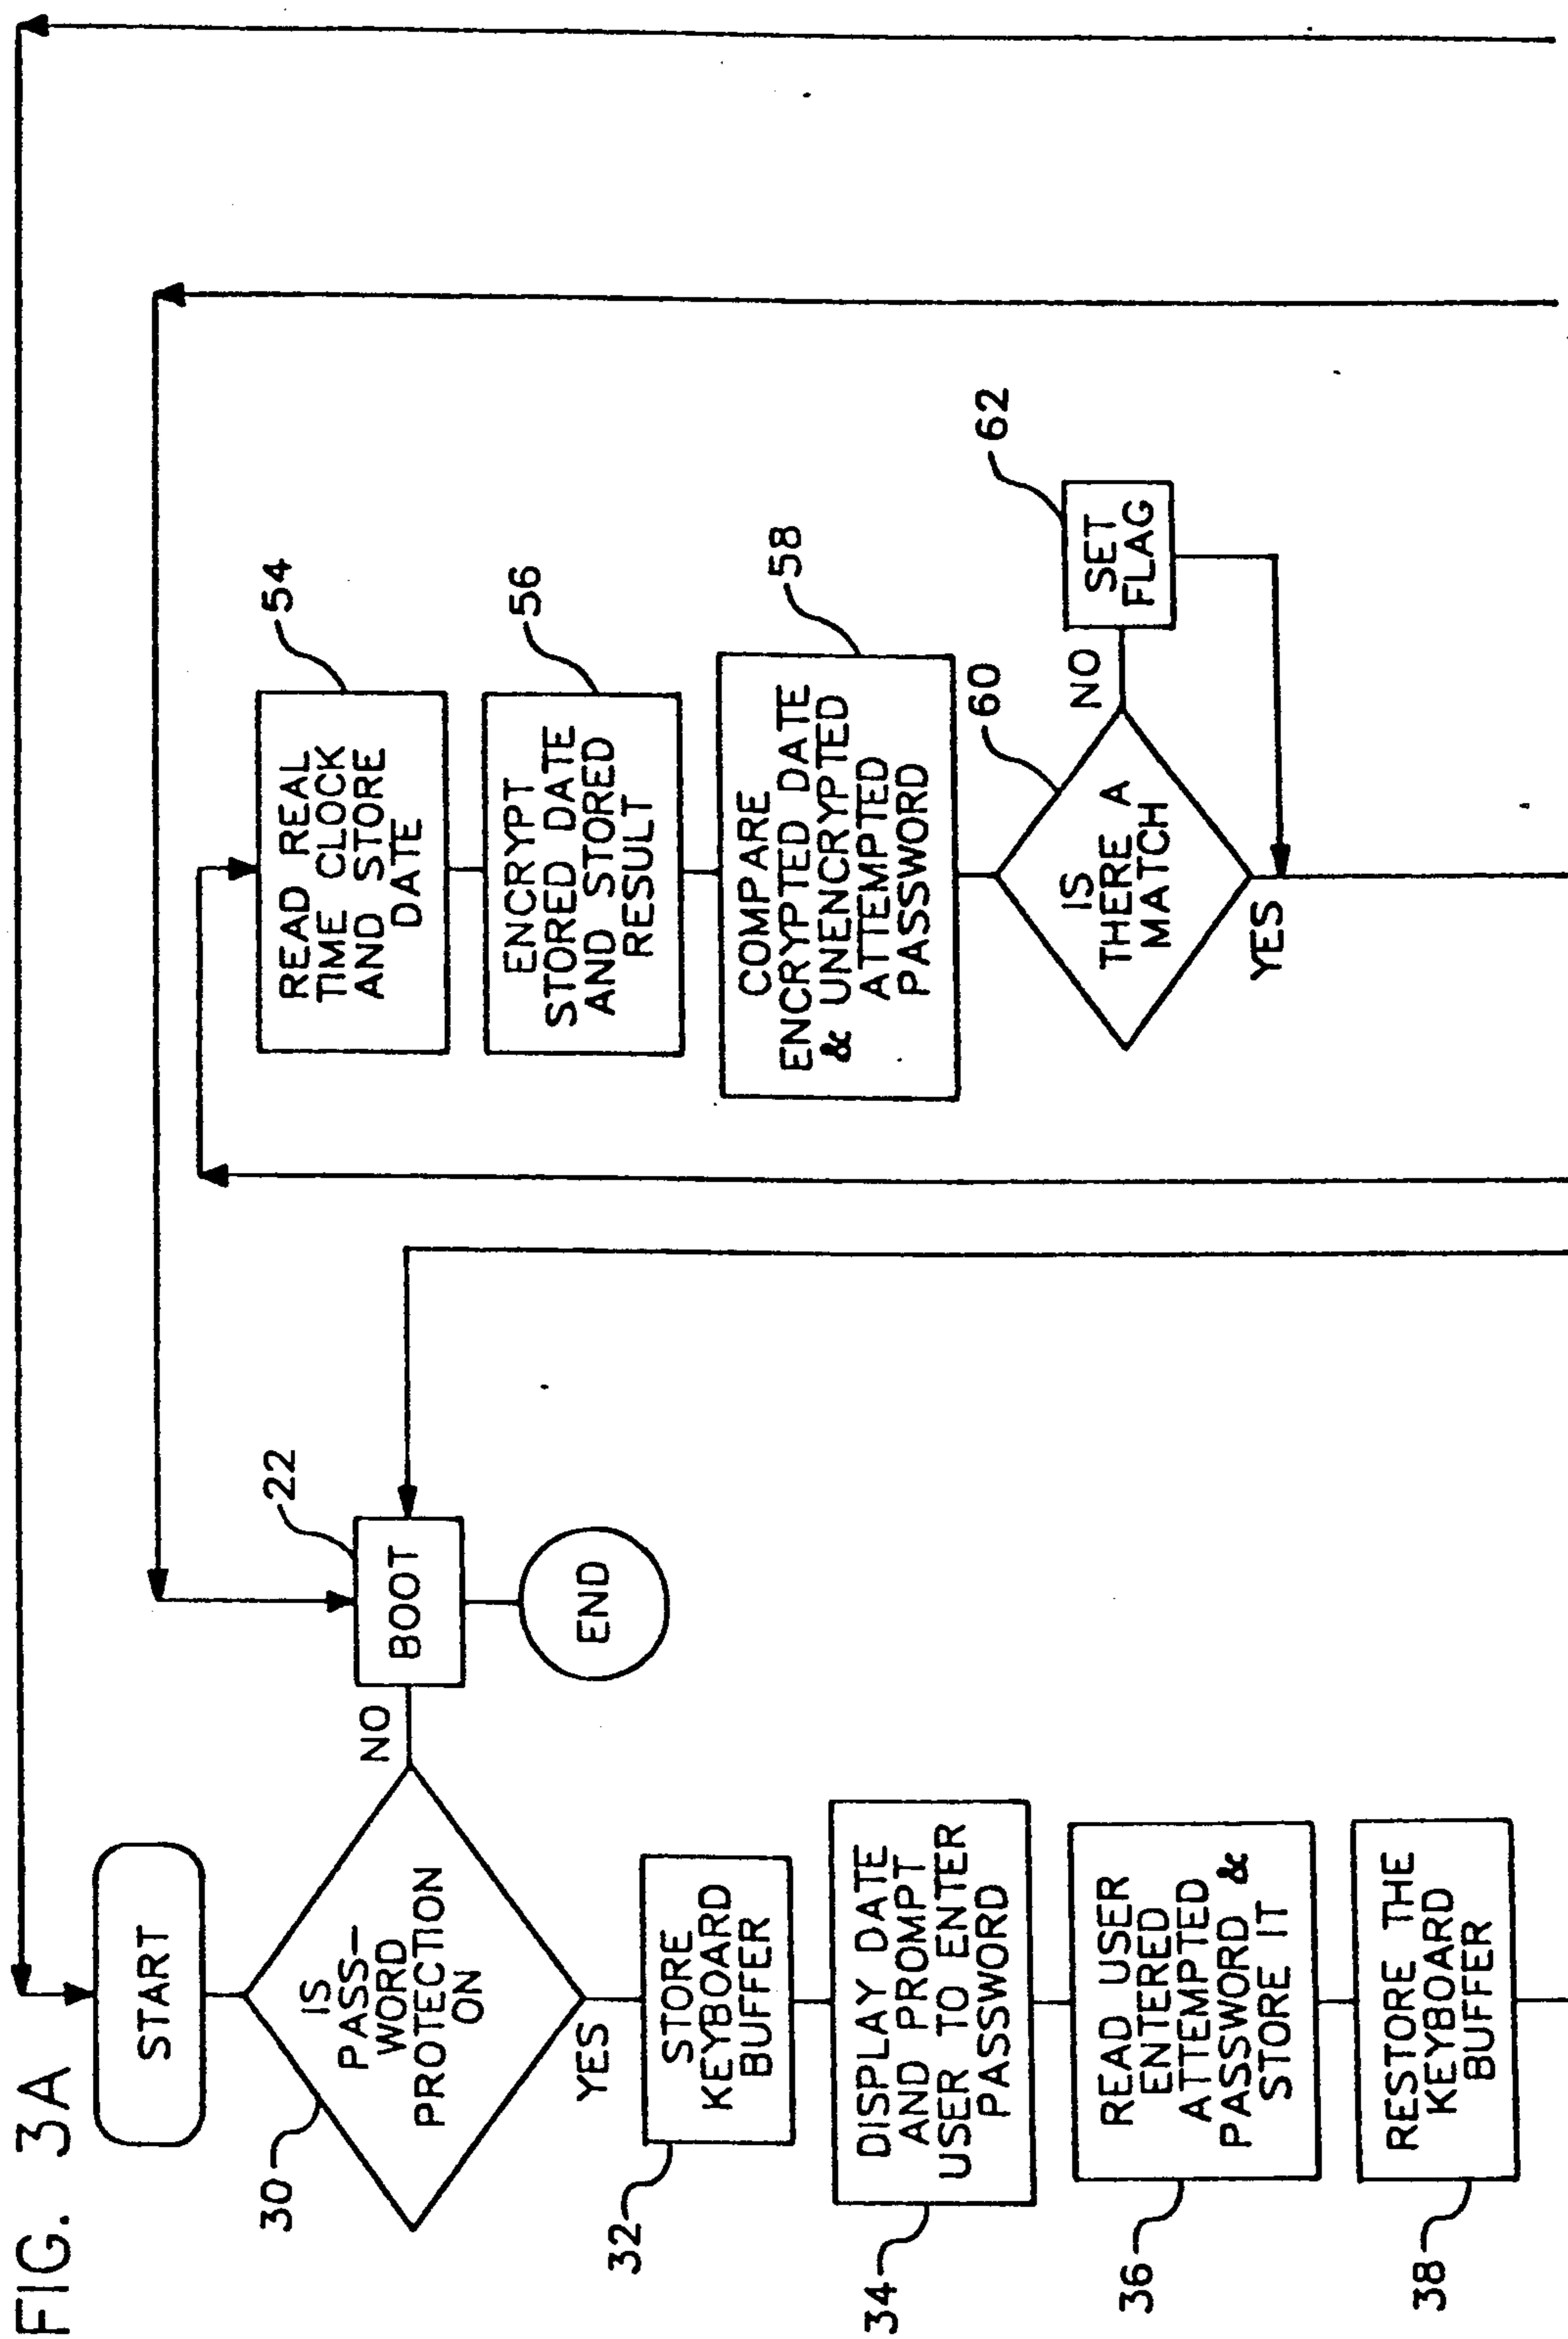 FIG. 3A
START
30
IS
PASS-
WORD
PROTECTION
ON
NO
YES
22
BOOT
END
32
STORE
KEYBOARD
BUFFER
34
DISPLAY DATE
AND PROMPT
USER TO ENTER
PASSWORD
36
READ USER
ENTERED
ATTEMPTED
PASSWORD &
STORE IT
38
RESTORE THE
KEYBOARD
BUFFER
54
READ REAL
TIME CLOCK
AND STORE
DATE
56
ENCRYPT
STORED DATE
AND STORED
RESULT
58
COMPARE
ENCRYPTED DATE
& UNENCRYPTED
ATTEMPTED
PASSWORD
60
IS
THERE A
MATCH
NO
YES
62
SET
FLAG